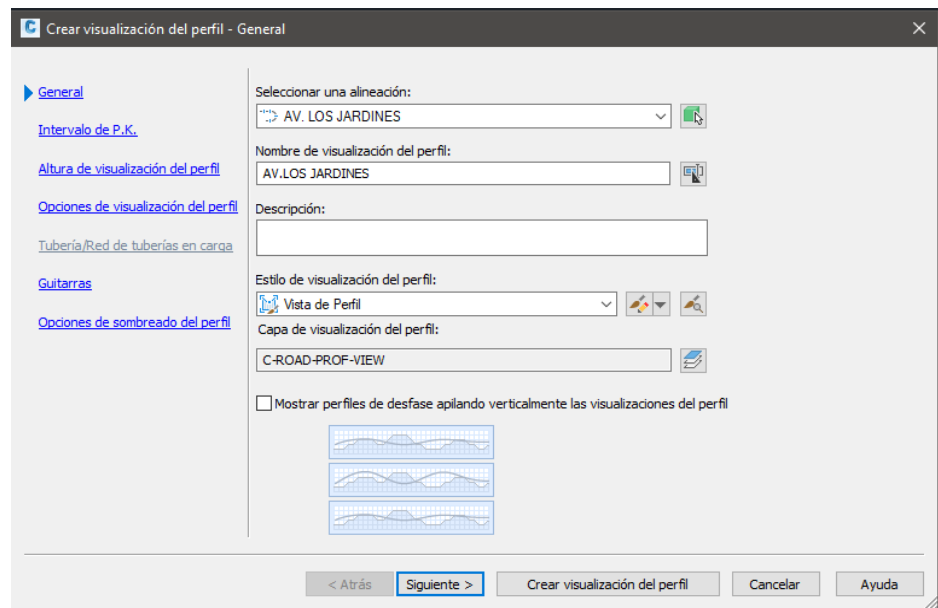 Crear visualización del perfil - General
General
Intervalo de P.K.
Altura de visualización del perfil
Opciones de visualización del perfil
Tubería/Red de tuberías en carga
Guitarras
Opciones de sombreado del perfil
Seleccionar una alineación:
AV. LOS JARDINES
Nombre de visualización del perfil:
AV.LOS JARDINES
Descripción:
Estilo de visualización del perfil:
Vista de Perfil
Capa de visualización del perfil:
C-ROAD-PROF-VIEW
Mostrar perfiles de desfase apilando verticalmente las visualizaciones del perfil
< Atrás Siguiente > Crear visualización del perfil Cancelar Ayuda